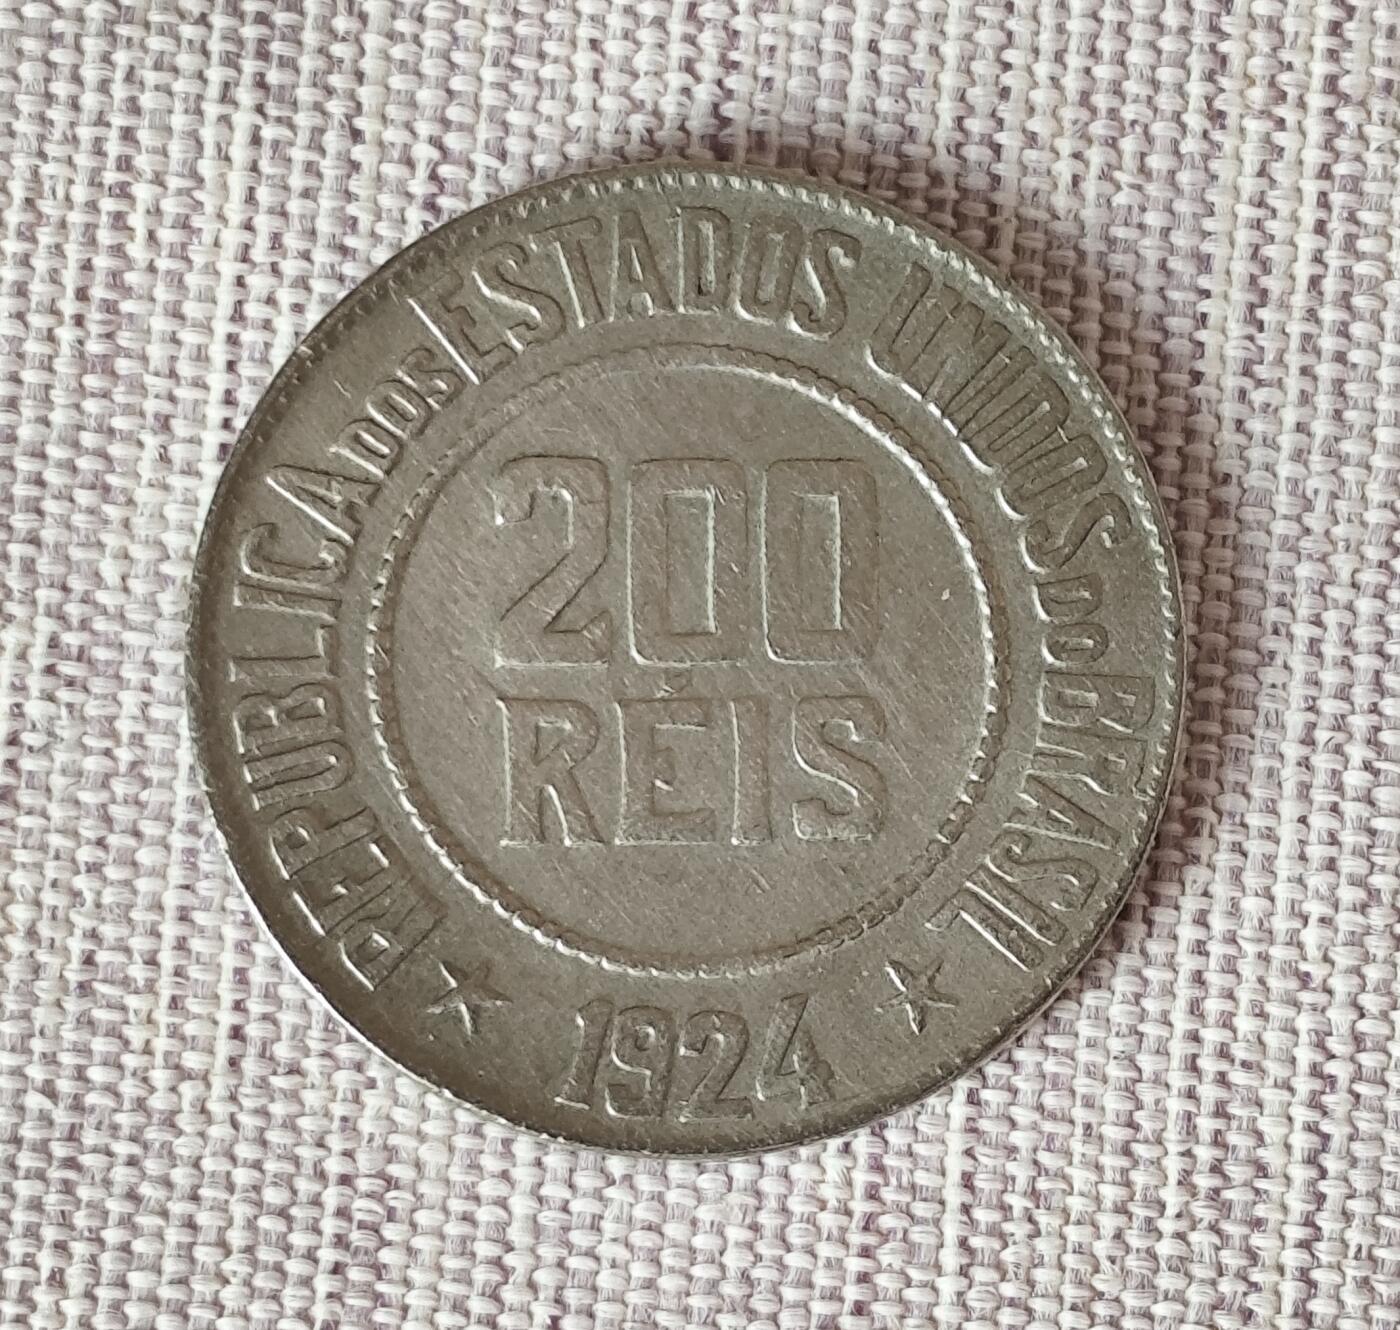 REPUBLICA DOS ESTADOS UNIDOS DO BRASIL
200
RÉIS
1924